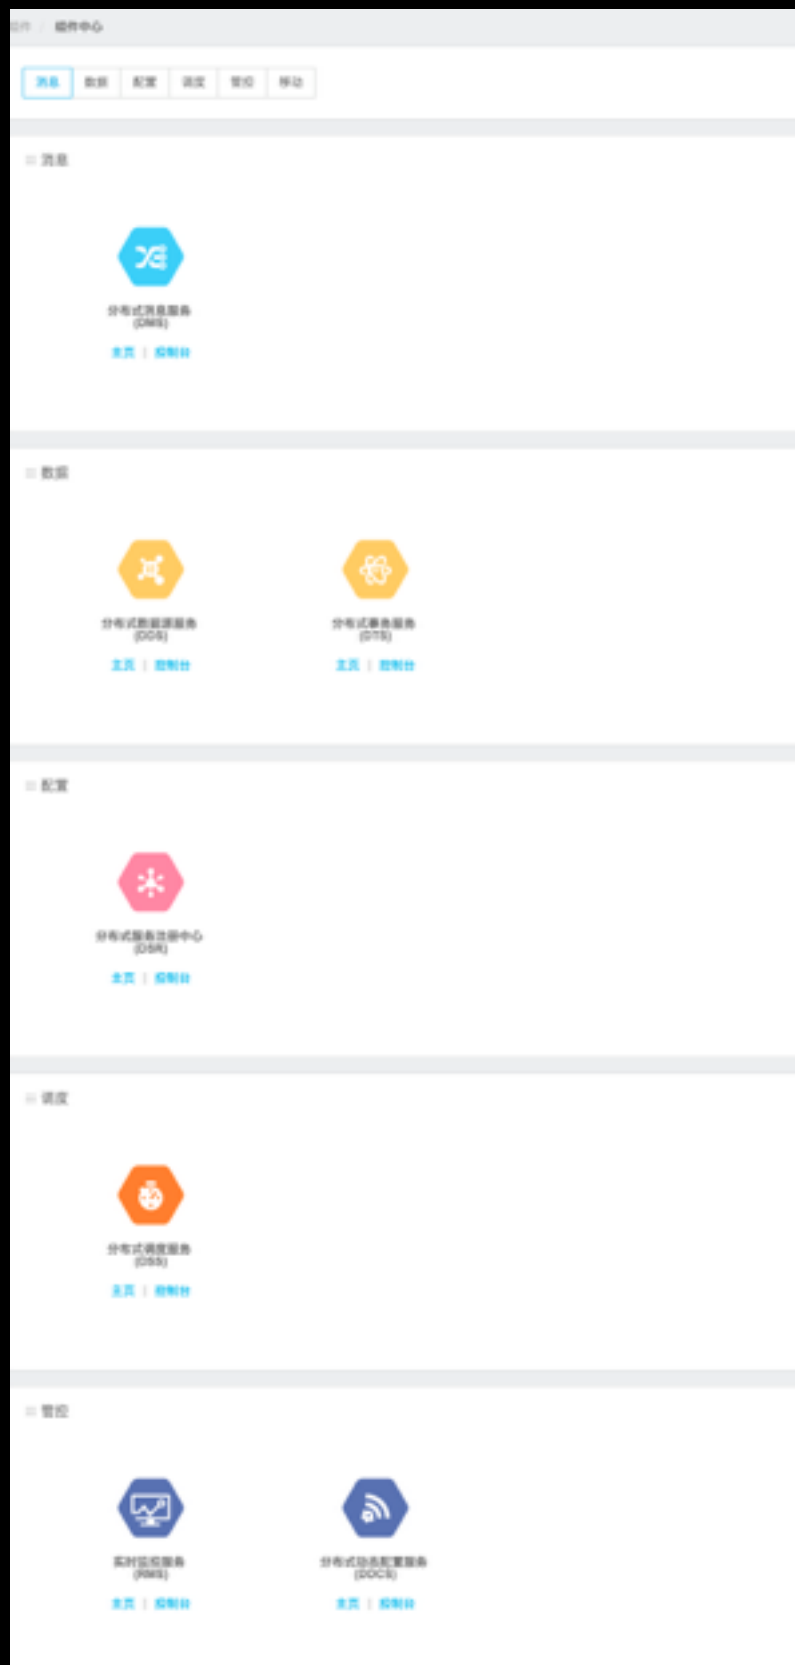 组件 / 组件中心
消息 数据 配置 调度 管控 移动
消息
分布式消息服务
(DMS)
主页 | 控制台
数据
分布式数据源服务
(DDS)
主页 | 控制台
分布式事务服务
(DTS)
主页 | 控制台
配置
分布式服务注册中心
(DSR)
主页 | 控制台
调度
分布式调度服务
(DSS)
主页 | 控制台
管控
实时监控服务
(RMS)
主页 | 控制台
分布式动态配置服务
(DDCS)
主页 | 控制台